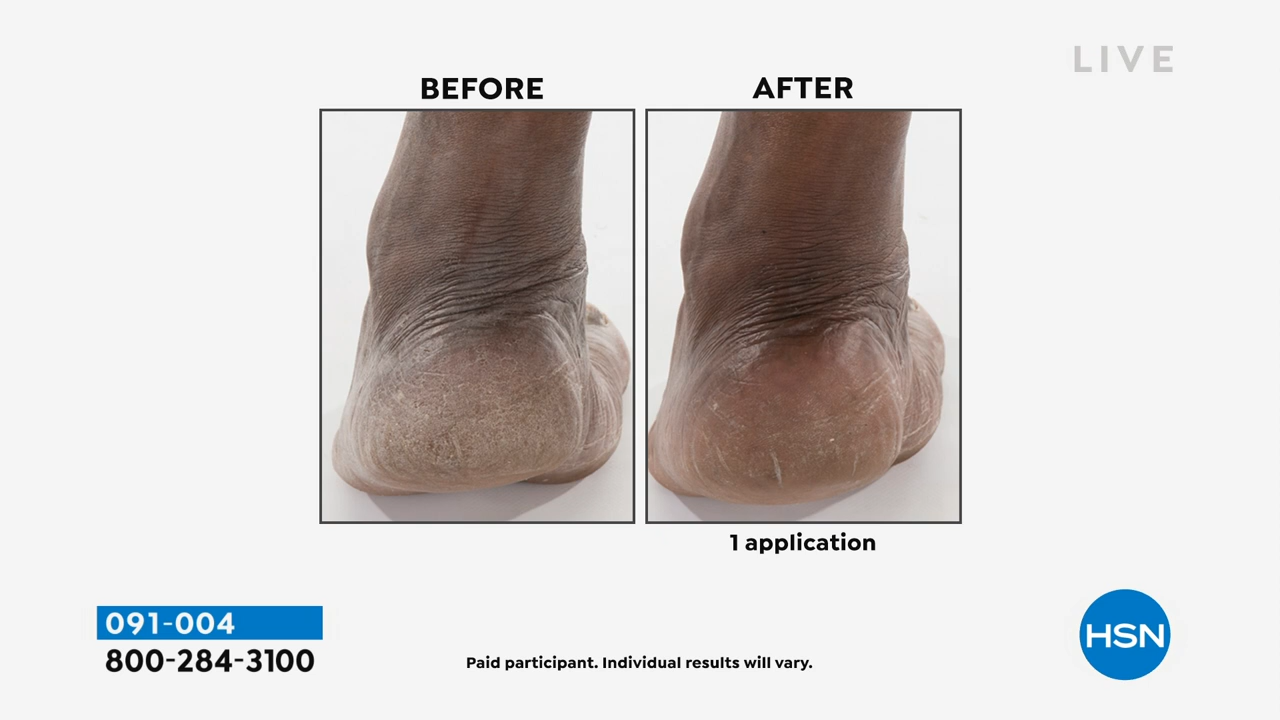 LIVE
BEFORE
AFTER
1 application
091-004
800-284-3100
Paid participant. Individual results will vary.
HSN